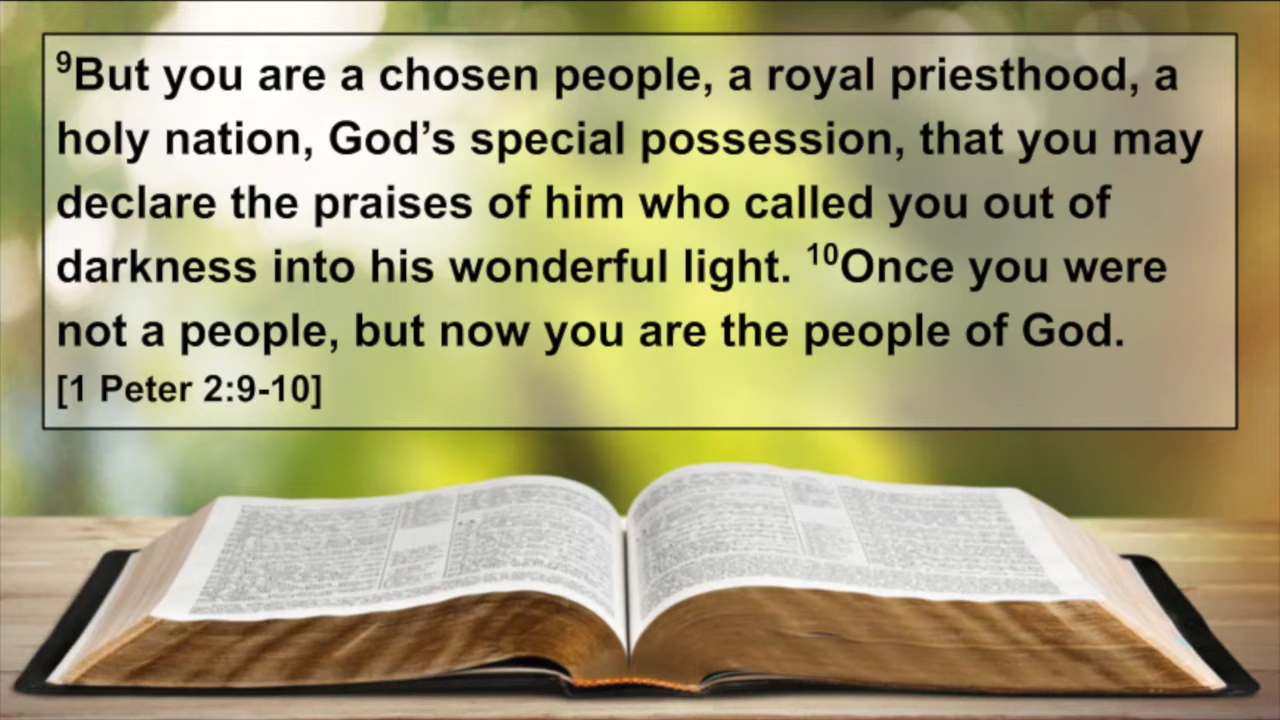 ⁹But you are a chosen people, a royal priesthood, a
holy nation, God’s special possession, that you may
declare the praises of him who called you out of
darkness into his wonderful light. ¹⁰Once you were
not a people, but now you are the people of God.
[1 Peter 2:9-10]